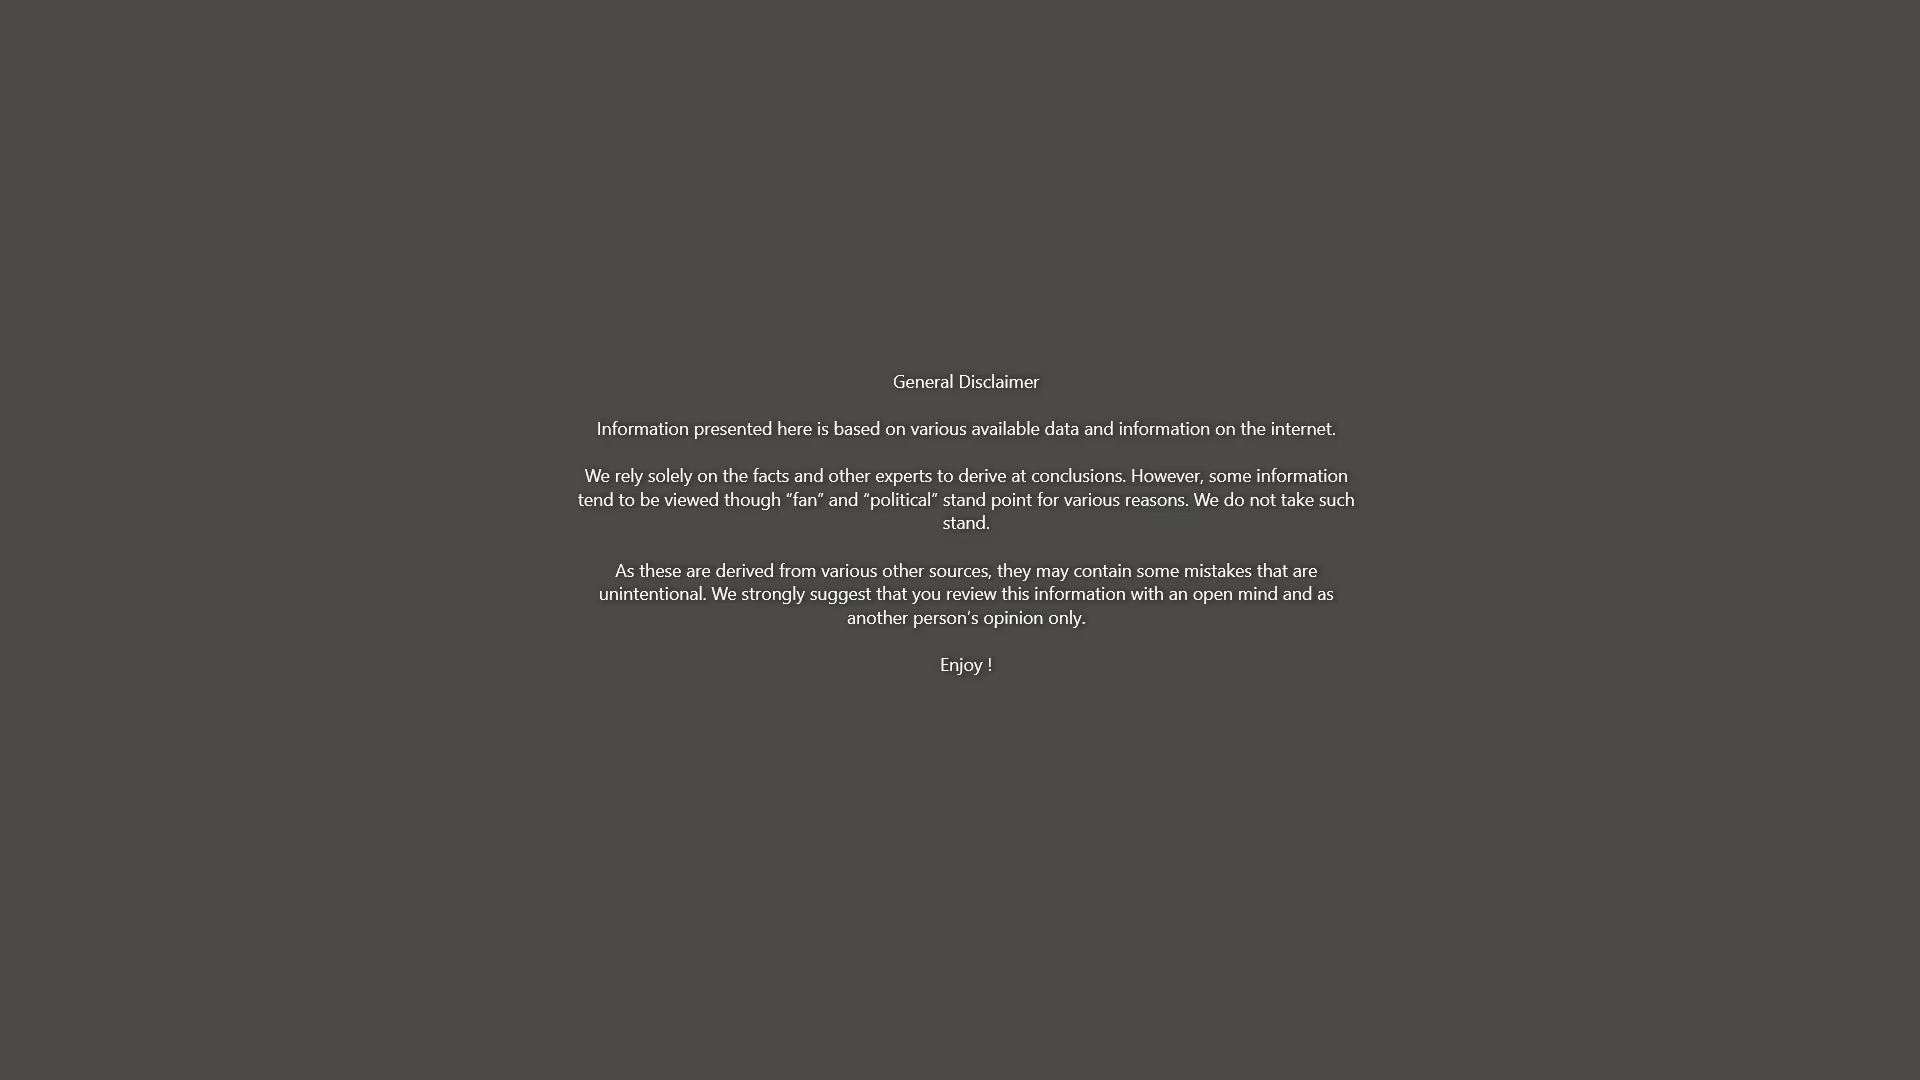 General Disclaimer
Information presented here is based on various available data and information on the internet.
We rely solely on the facts and other experts to derive at conclusions. However, some information
tend to be viewed though “fan” and “political” stand point for various reasons. We do not take such
stand.
As these are derived from various other sources, they may contain some mistakes that are
unintentional. We strongly suggest that you review this information with an open mind and as
another person’s opinion only.
Enjoy !